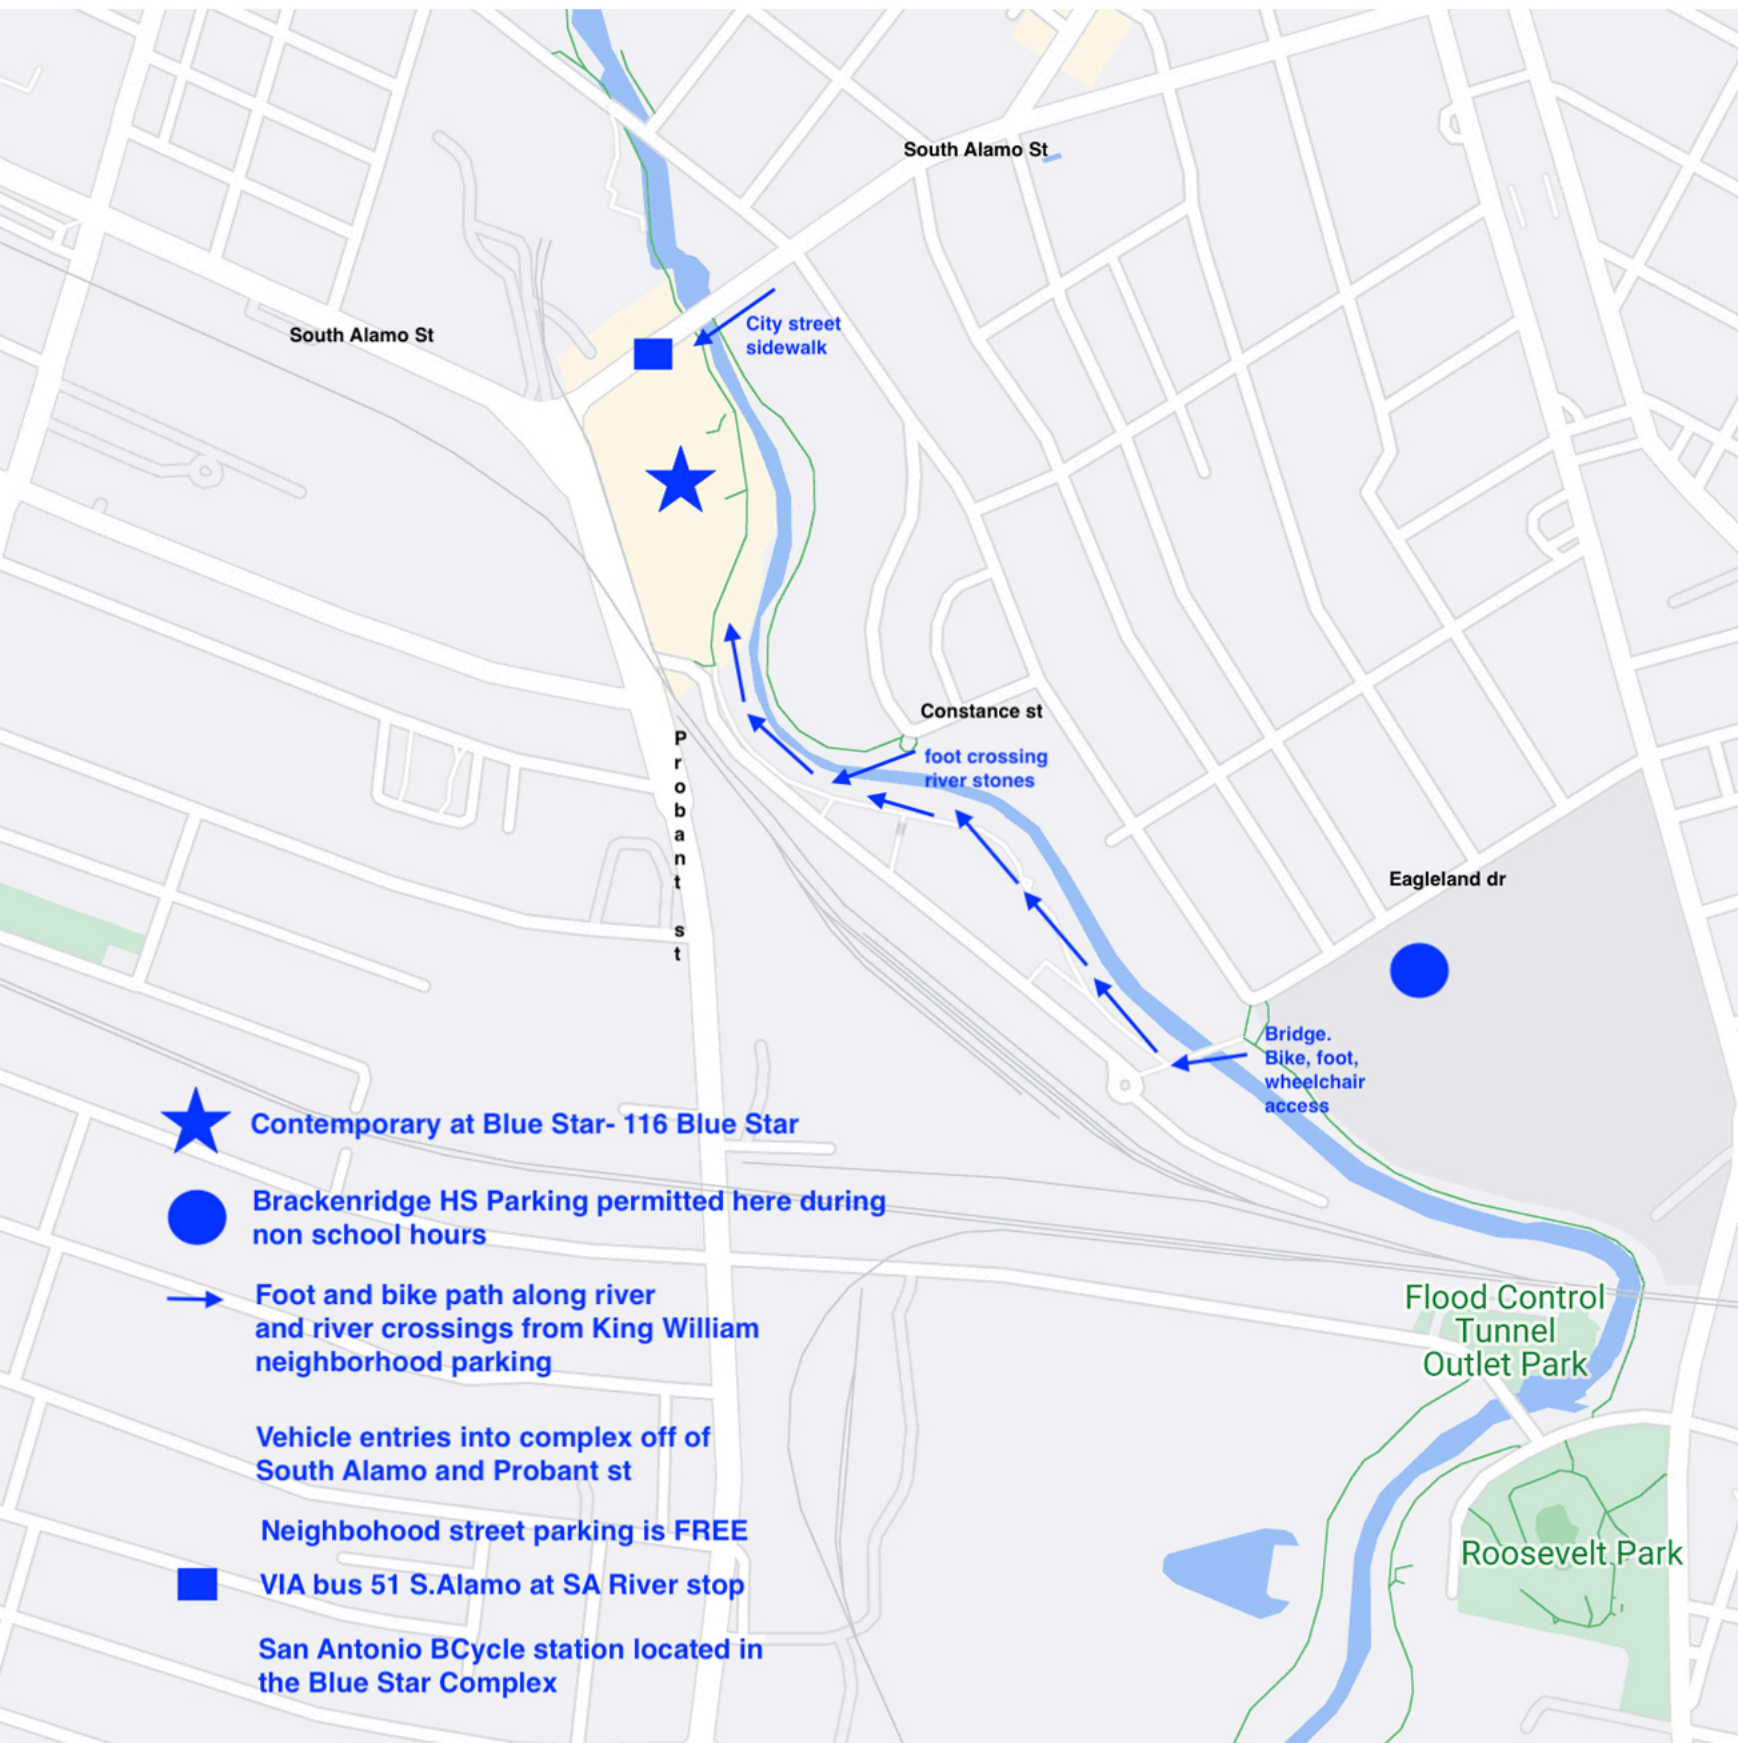 South Alamo St
City street
sidewalk
South Alamo St
Constance st
foot crossing
river stones
Probant st
Eagleland dr
Bridge.
Bike, foot,
wheelchair
access
Contemporary at Blue Star- 116 Blue Star
Brackenridge HS Parking permitted here during
non school hours
Foot and bike path along river
and river crossings from King William
neighborhood parking
Flood Control
Tunnel
Outlet Park
Vehicle entries into complex off of
South Alamo and Probant st
Neighbohood street parking is FREE
Roosevelt Park
VIA bus 51 S.Alamo at SA River stop
San Antonio BCycle station located in
the Blue Star Complex